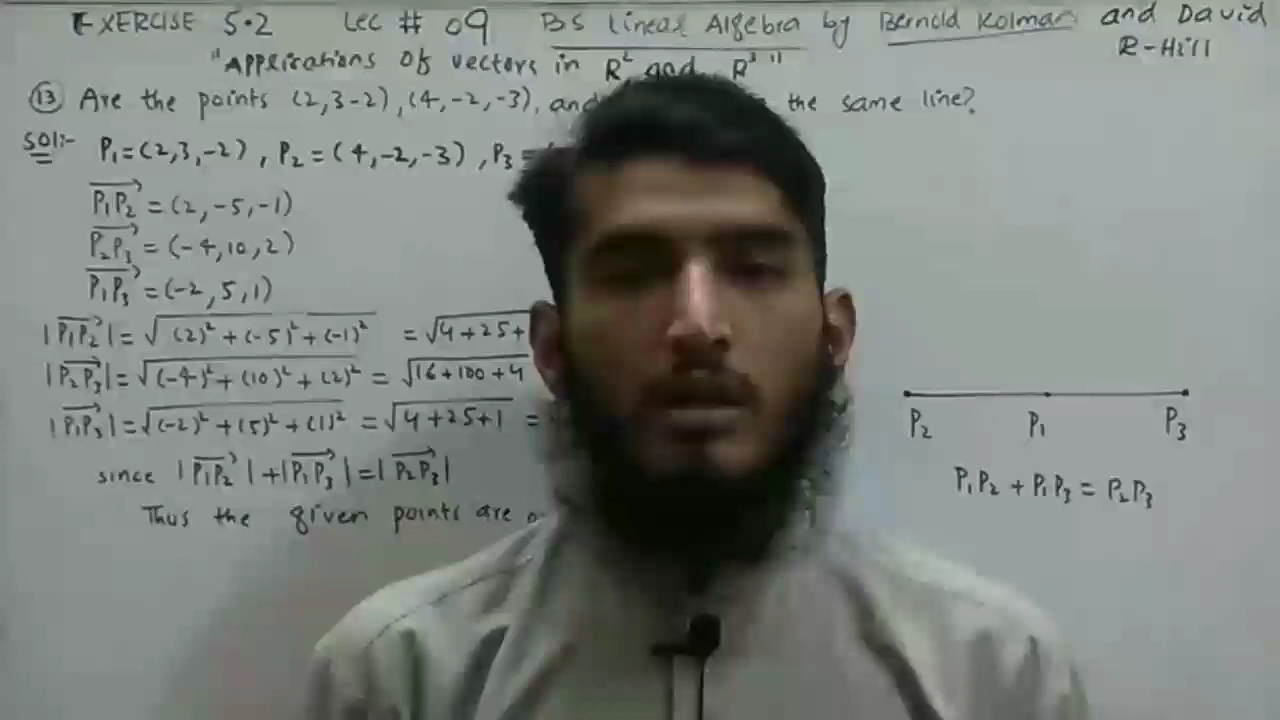 EXERCISE 5.2 Lec # 09 BS Linear Algebra by Bernold Kolman and David
R-Hill
"Applications of vectors in R² and R³"
(13) Are the points (2,3-2), (4,-2,-3), and the same line?
Sol:- P₁=(2,3,-2), P₂=(4,-2,-3), P₃=
P₁P₂ = (2,-5,-1)
P₂P₃ = (-4,10,2)
P₁P₃ = (-2,5,1)
|P₁P₂| = √(2)²+(-5)²+(-1)² = √4+25+
|P₂P₃| = √(-4)²+(10)²+(2)² = √16+100+4
|P₁P₃| = √(-2)²+(5)²+(1)² = √4+25+1 =
P₂ P₁ P₃
since |P₁P₂|+|P₁P₃|=|P₂P₃|
P₁P₂ + P₁P₃ = P₂P₃
Thus the given points are